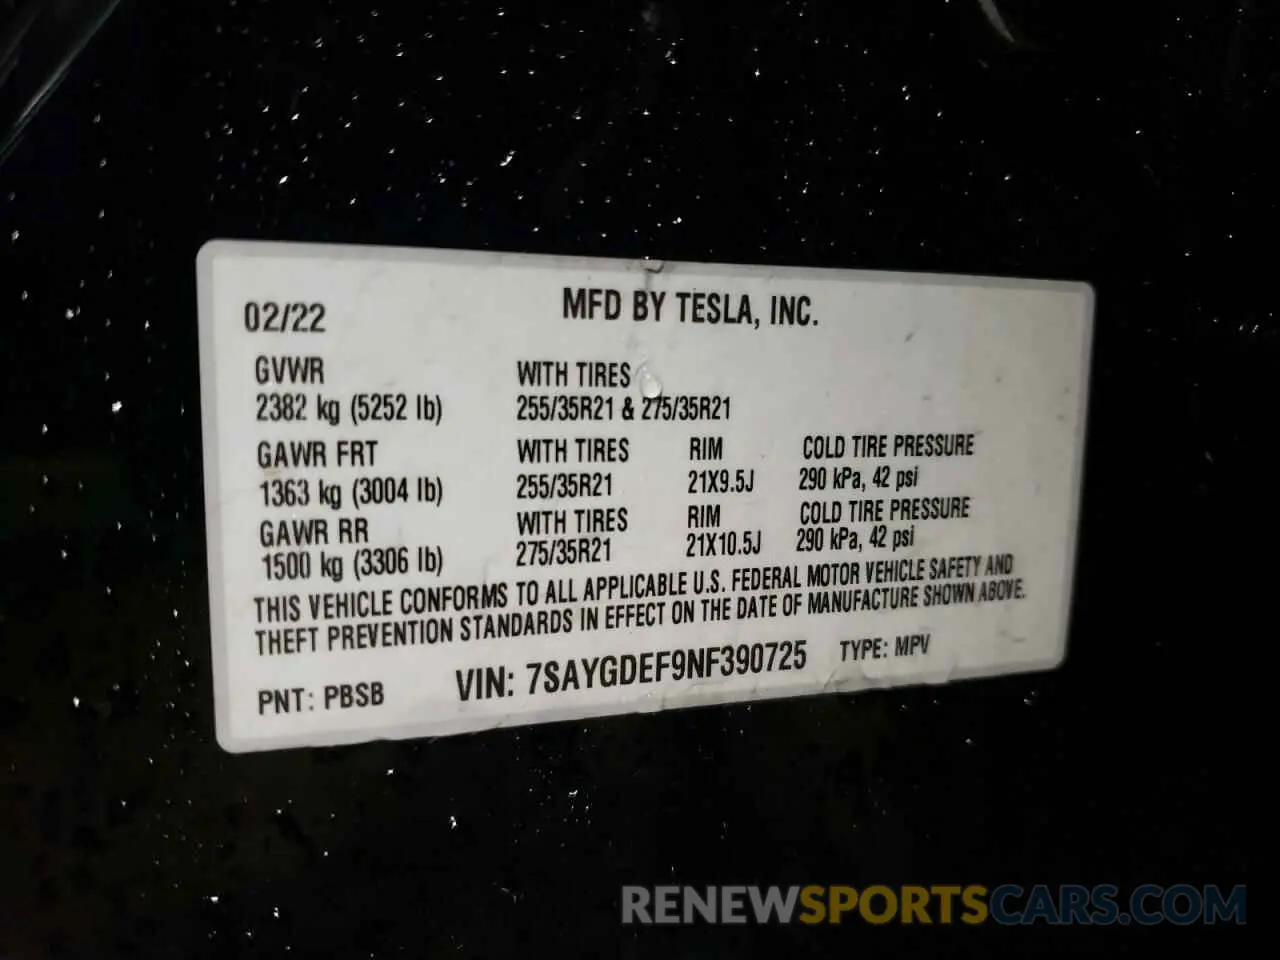 02/22 MFD BY TESLA, INC.
GVWR WITH TIRES
2382 kg (5252 lb) 255/35R21 & 275/35R21
GAWR FRT WITH TIRES RIM COLD TIRE PRESSURE
1363 kg (3004 lb) 255/35R21 21X9.5J 290 kPa, 42 psi
GAWR RR WITH TIRES RIM COLD TIRE PRESSURE
1500 kg (3306 lb) 275/35R21 21X10.5J 290 kPa, 42 psi
THIS VEHICLE CONFORMS TO ALL APPLICABLE U.S. FEDERAL MOTOR VEHICLE SAFETY AND
THEFT PREVENTION STANDARDS IN EFFECT ON THE DATE OF MANUFACTURE SHOWN ABOVE.
PNT: PBSB VIN: 7SAYGDEF9NF390725 TYPE: MPV
RENEWSPORTSCARS.COM